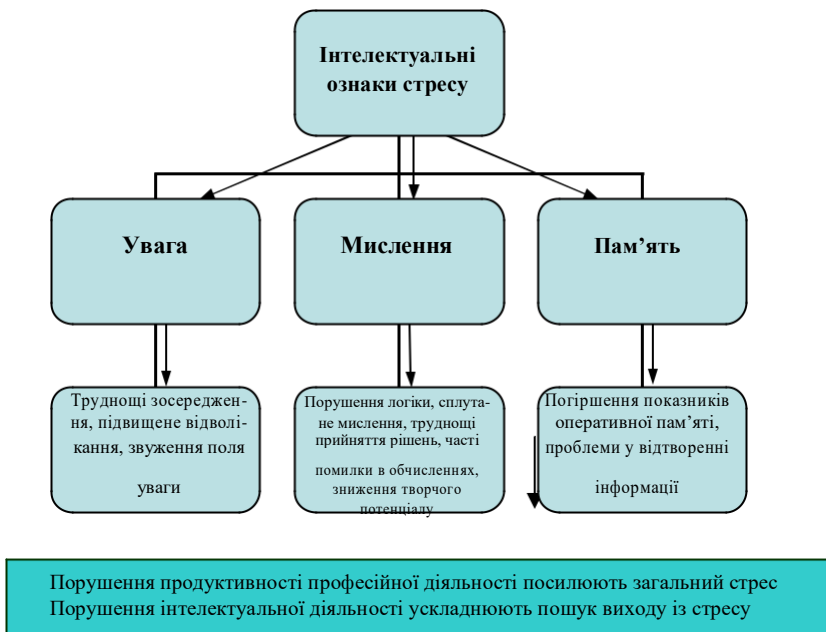 Інтелектуальні
ознаки стресу
Увага
Мислення
Пам’ять
Труднощі зосереджен-
ня, підвищене відволі-
кання, звуження поля
уваги
Порушення логіки, сплута-
не мислення, труднощі
прийняття рішень, часті
помилки в обчисленнях,
зниження творчого
потенціалу
Погіршення показників
оперативної пам’яті,
проблеми у відтворенні
інформації
Порушення продуктивності професійної діяльності посилюють загальний стрес
Порушення інтелектуальної діяльності ускладнюють пошук виходу із стресу